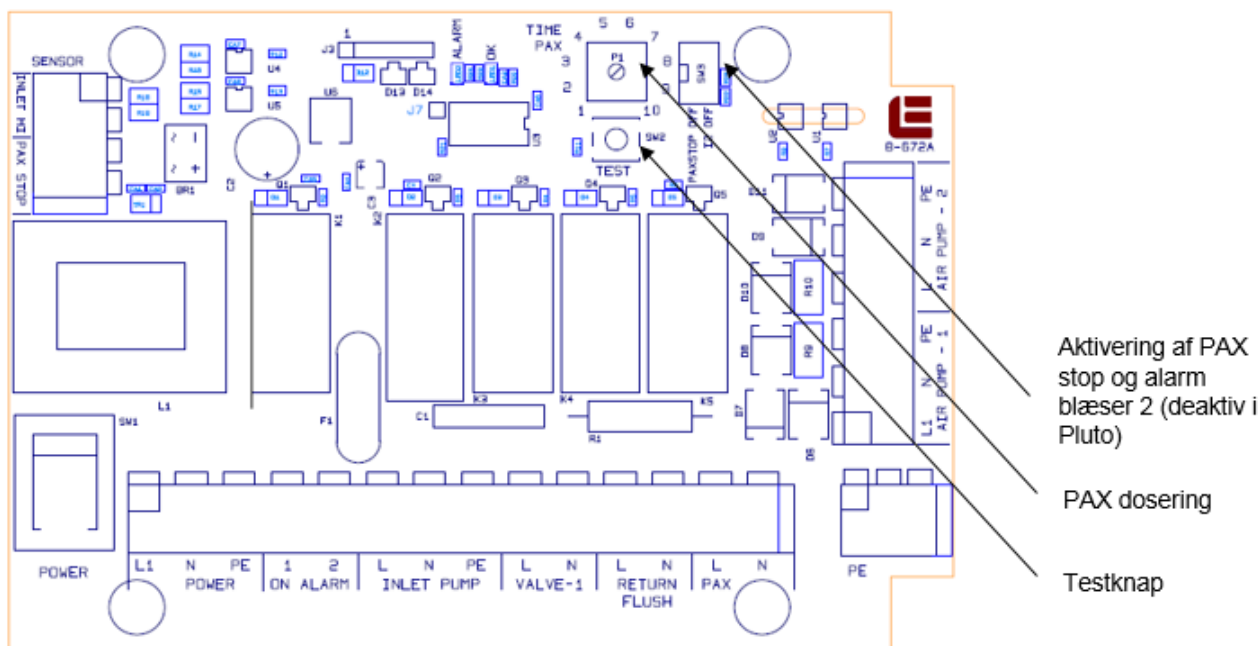 TIME
PAX
1
2
3
4
5
6
7
8
9
10
P1
SW3
SW2
TEST
PAXSTOP OFF
I2 OFF
SENSOR
INLET HI
PAX STOP
ALARM
OK
J3
1
D13
D14
U4
U5
U6
J7
U3
U2
U1
8-672A
BR1
C2
C3
Q1
Q2
Q3
Q4
Q5
K1
K2
K3
K4
K5
D11
D9
D10
R10
D8
R9
D7
D6
L1
F1
C1
R1
PE
N
L
AIR PUMP - 2
PE
N
L1
AIR PUMP - 1
SW1
POWER
L1 N PE
POWER
1 2
ON ALARM
L N PE
INLET PUMP
L N
VALVE-1
L N
RETURN
FLUSH
L N
PAX
PE
Aktivering af PAX
stop og alarm
blæser 2 (deaktiv i
Pluto)
PAX dosering
Testknap